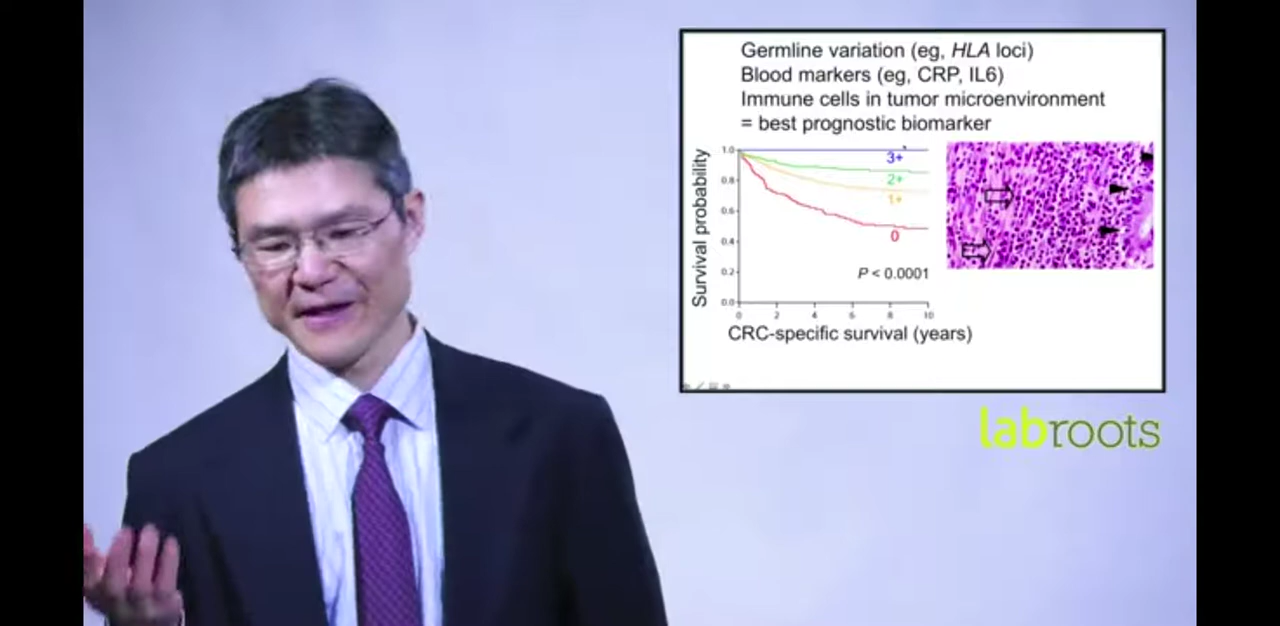 Germline variation (eg, HLA loci)
Blood markers (eg, CRP, IL6)
Immune cells in tumor microenvironment
= best prognostic biomarker
Survival probability
1.0
0.8
0.6
0.4
0.2
0.0
3+
2+
1+
0
P < 0.0001
0 2 4 6 8 10
CRC-specific survival (years)
labroots